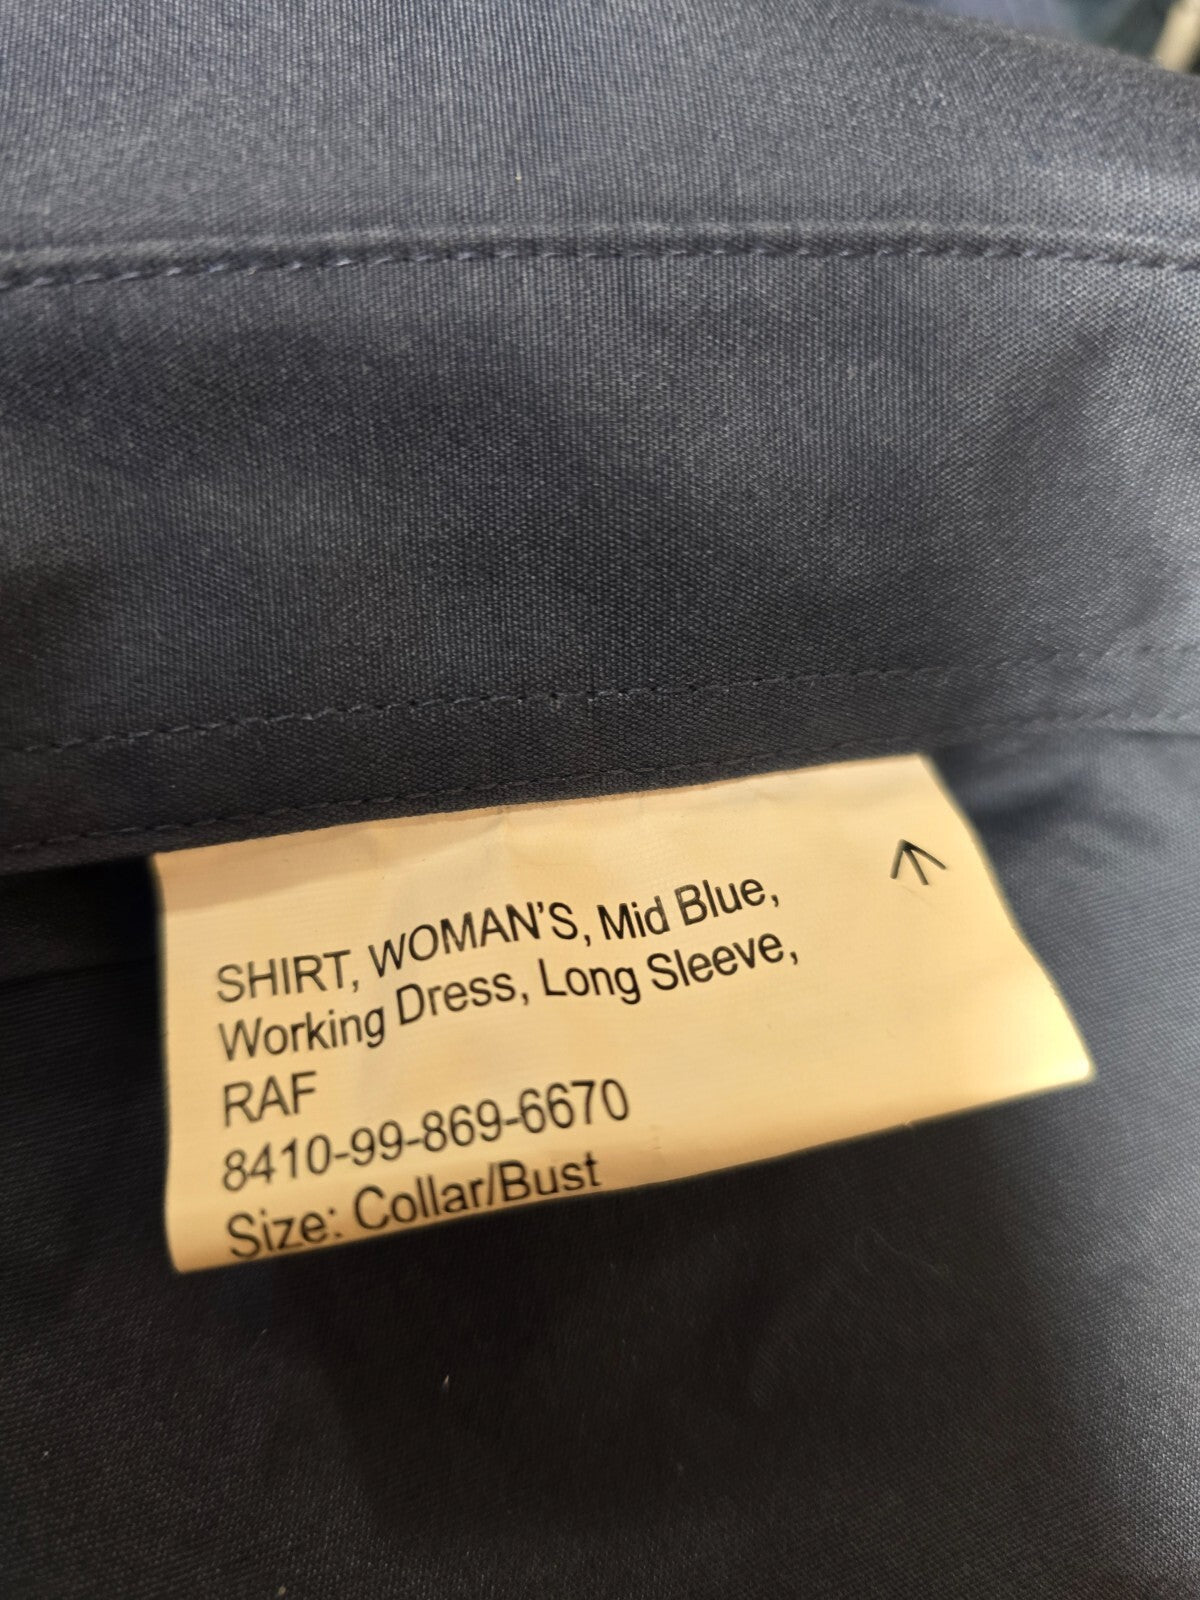 SHIRT, WOMAN'S, Mid Blue,
Working Dress, Long Sleeve,
RAF
8410-99-869-6670
Size: Collar/Bust